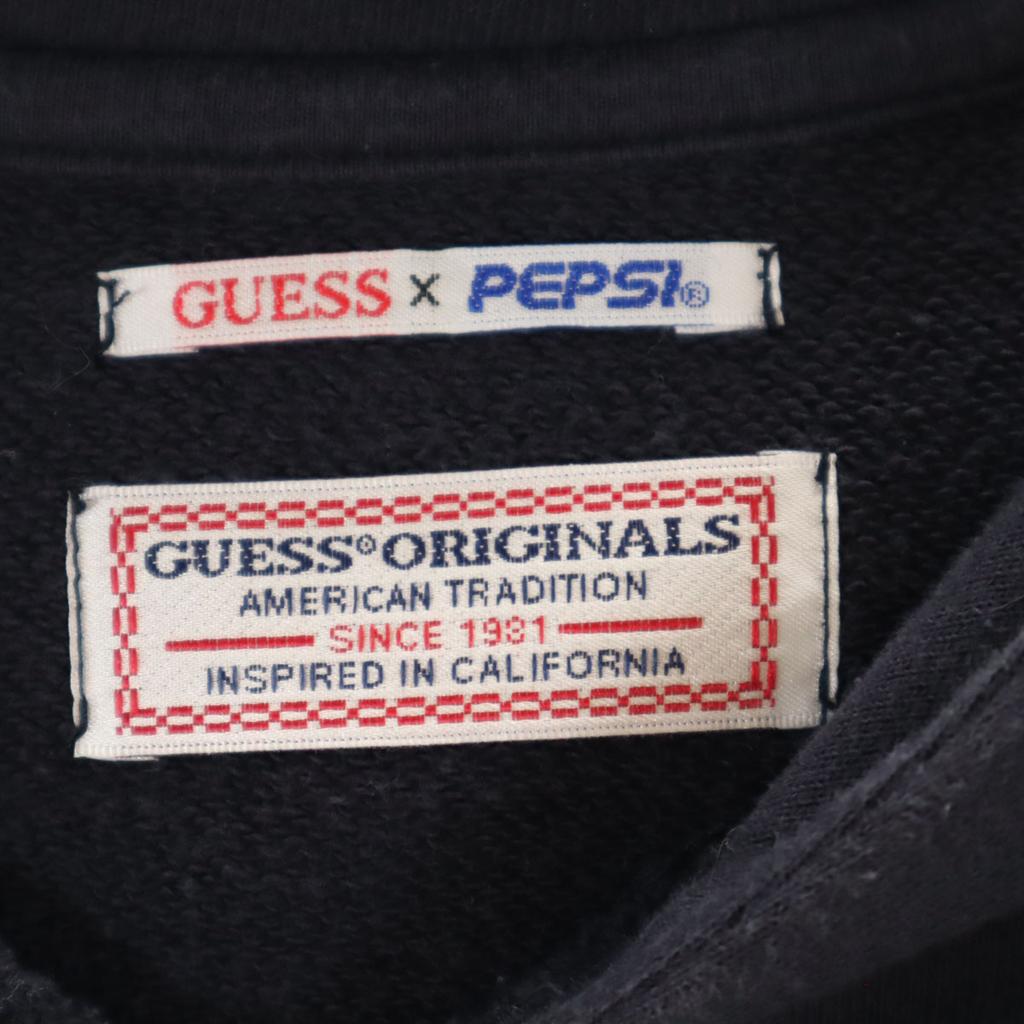 GUESS x PEPSI®
GUESS® ORIGINALS
AMERICAN TRADITION
SINCE 1981
INSPIRED IN CALIFORNIA